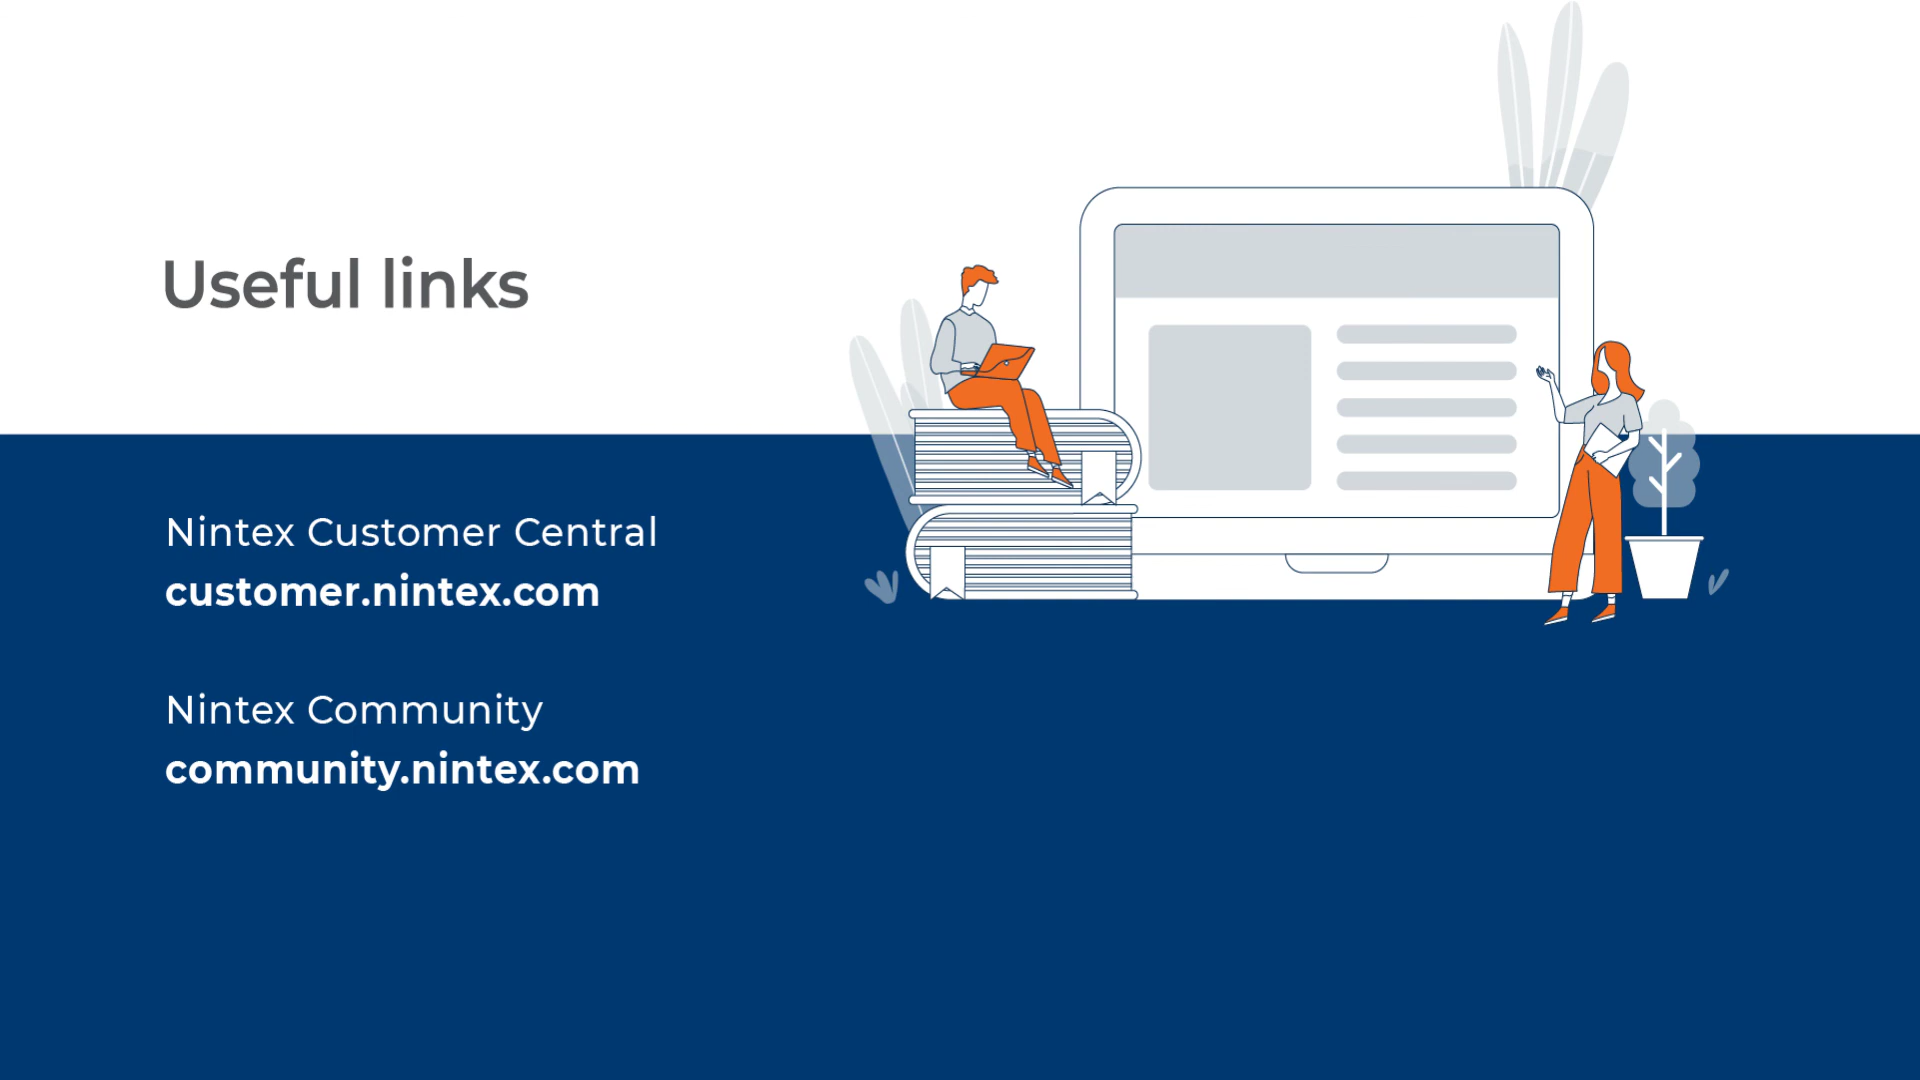 Useful links
Nintex Customer Central
customer.nintex.com
Nintex Community
community.nintex.com